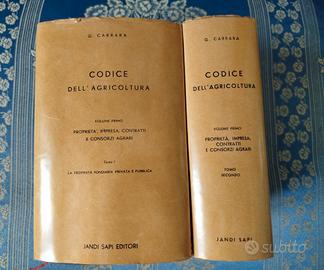 G. CARRARA
CODICE
DELL'AGRICOLTURA
VOLUME PRIMO
PROPRIETÀ, IMPRESA, CONTRATTI
E CONSORZI AGRARI
Tomo I
LA PROPRIETÀ FONDIARIA PRIVATA E PUBBLICA
JANDI SAPI EDITORI
G. CARRARA
CODICE
DELL'AGRICOLTURA
VOLUME PRIMO
PROPRIETÀ, IMPRESA,
CONTRATTI
E CONSORZI AGRARI
TOMO
SECONDO
JANDI SAPI
subito